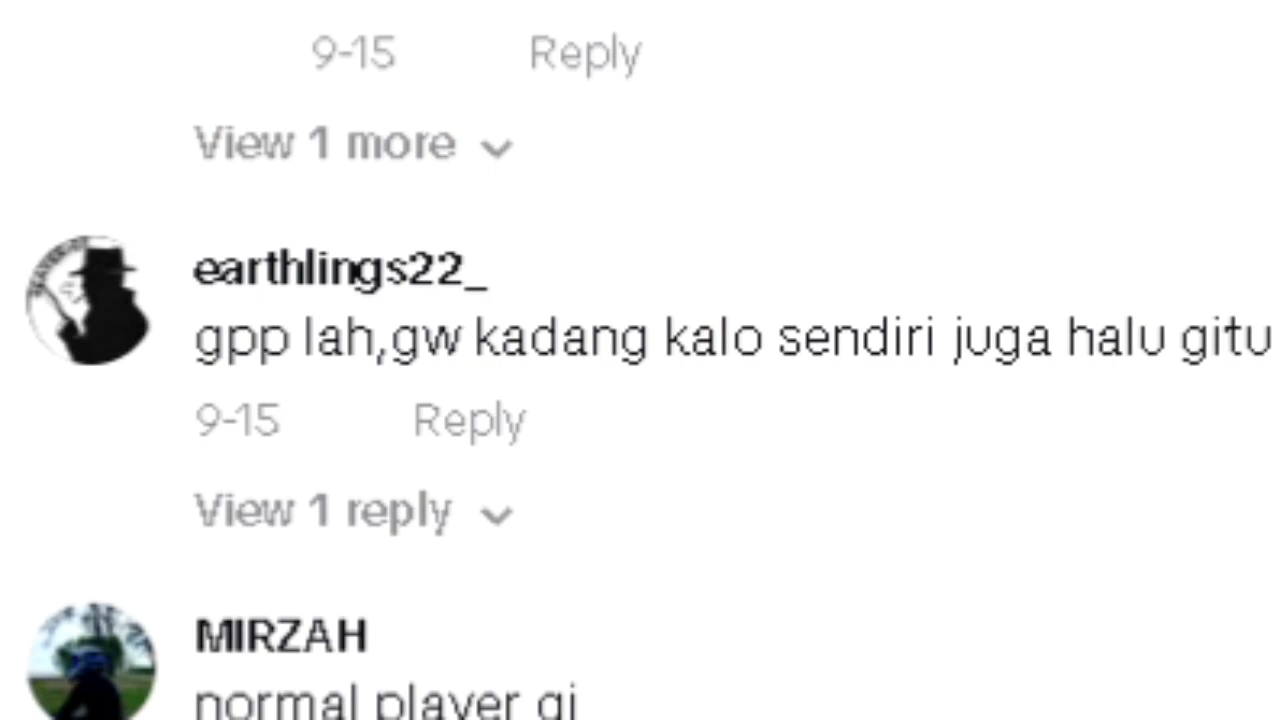 9-15 Reply
View 1 more
earthlings22_
gpp lah,gw kadang kalo sendiri juga halu gitu
9-15 Reply
View 1 reply
MIRZAH
normal player gi